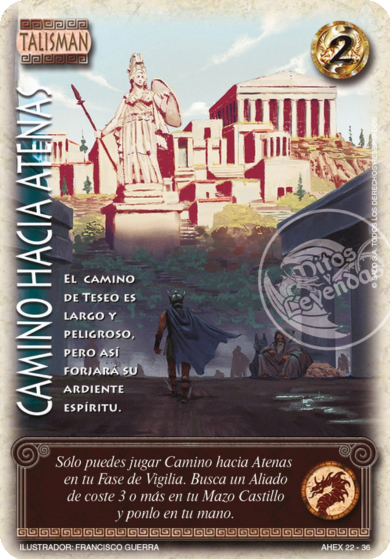 TALISMAN
2
CAMINO HACIA ATENAS
EL CAMINO
DE TESEO ES
LARGO Y
PELIGROSO,
PERO ASÍ
FORJARÁ SU
ARDIENTE
ESPÍRITU.
Mitos
Leyendas
Sólo puedes jugar Camino hacia Atenas
en tu Fase de Vigilia. Busca un Aliado
de coste 3 o más en tu Mazo Castillo
y ponlo en tu mano.
ILUSTRADOR: FRANCISCO GUERRA
AHEX 22 - 36